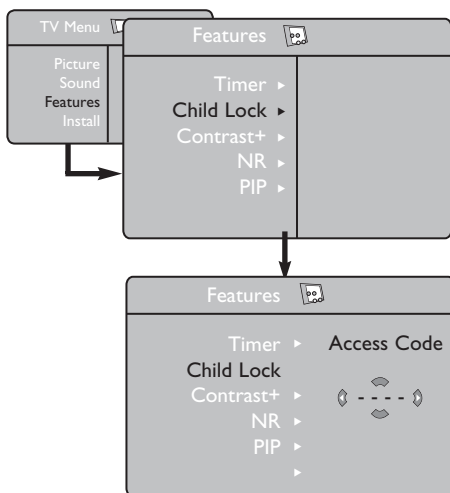 TV Menu
Picture
Sound
Features
Install
Features
Timer
Child Lock
Contrast+
NR
PIP
Features
Timer
Child Lock
Contrast+
NR
PIP
Access Code
- - - -